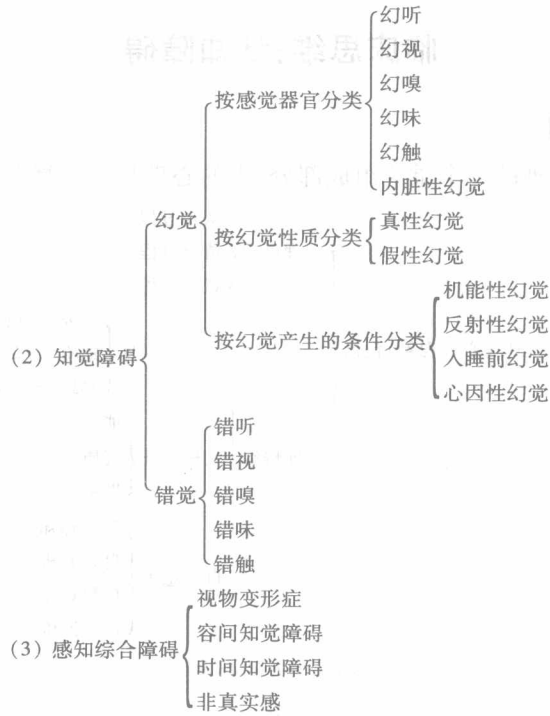 幻听
幻视
幻嗅
按感觉器官分类
幻味
幻触
内脏性幻觉
幻觉
真性幻觉
按幻觉性质分类
假性幻觉
机能性幻觉
反射性幻觉
按幻觉产生的条件分类
(2) 知觉障碍
入睡前幻觉
心因性幻觉
错听
错视
错觉
错嗅
错味
错触
视物变形症
容间知觉障碍
(3) 感知综合障碍
时间知觉障碍
非真实感